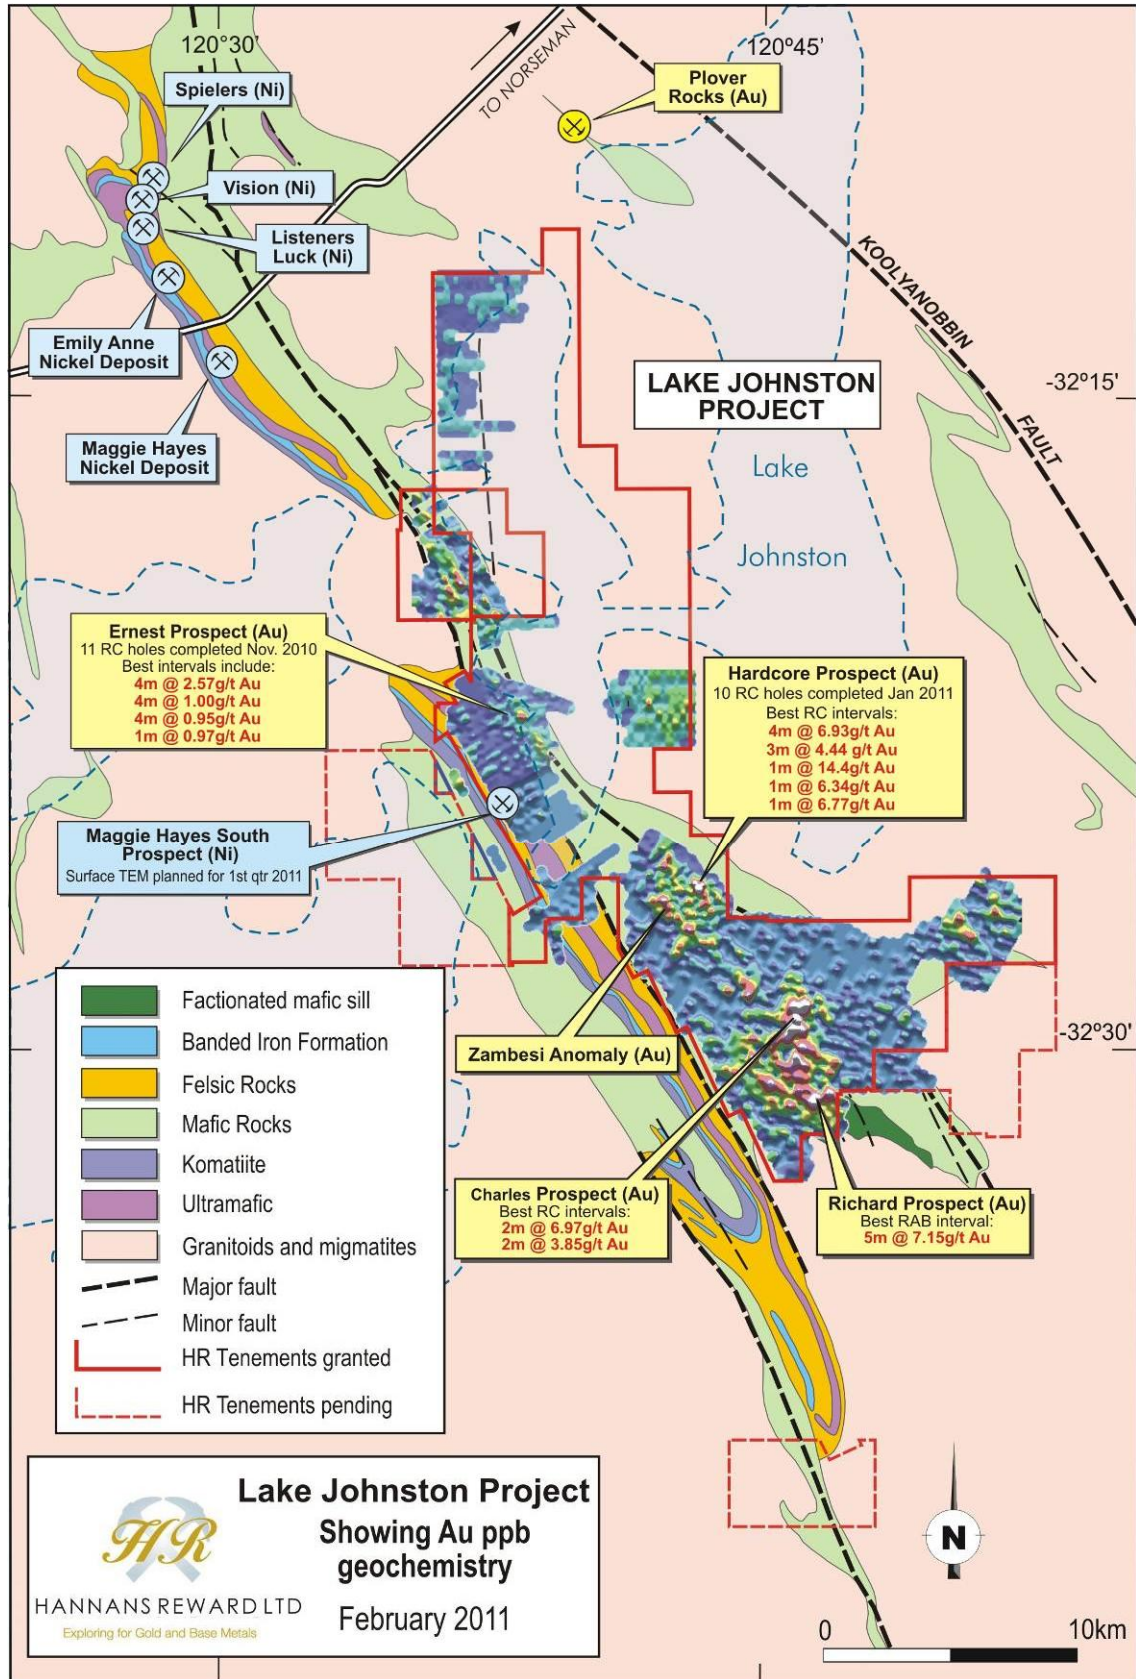 120º30'
120º45'
Spielers (Ni)
TO NORSEMAN
Plover
Rocks (Au)
Vision (Ni)
Listeners
Luck (Ni)
KOOLYANOBBIN
FAULT
Emily Anne
Nickel Deposit
LAKE JOHNSTON
PROJECT
-32º15'
Maggie Hayes
Nickel Deposit
Lake
Johnston
Ernest Prospect (Au)
11 RC holes completed Nov. 2010
Best intervals include:
4m @ 2.57g/t Au
4m @ 1.00g/t Au
4m @ 0.95g/t Au
1m @ 0.97g/t Au
Hardcore Prospect (Au)
10 RC holes completed Jan 2011
Best RC intervals:
4m @ 6.93g/t Au
3m @ 4.44 g/t Au
1m @ 14.4g/t Au
1m @ 6.34g/t Au
1m @ 6.77g/t Au
Maggie Hayes South
Prospect (Ni)
Surface TEM planned for 1st qtr 2011
Zambesi Anomaly (Au)
-32º30'
Charles Prospect (Au)
Best RC intervals:
2m @ 6.97g/t Au
2m @ 3.85g/t Au
Richard Prospect (Au)
Best RAB interval:
5m @ 7.15g/t Au
Factionated mafic sill
Banded Iron Formation
Felsic Rocks
Mafic Rocks
Komatiite
Ultramafic
Granitoids and migmatites
Major fault
Minor fault
HR Tenements granted
HR Tenements pending
HR
HANNANS REWARD LTD
Exploring for Gold and Base Metals
Lake Johnston Project
Showing Au ppb
geochemistry
February 2011
N
0 10km